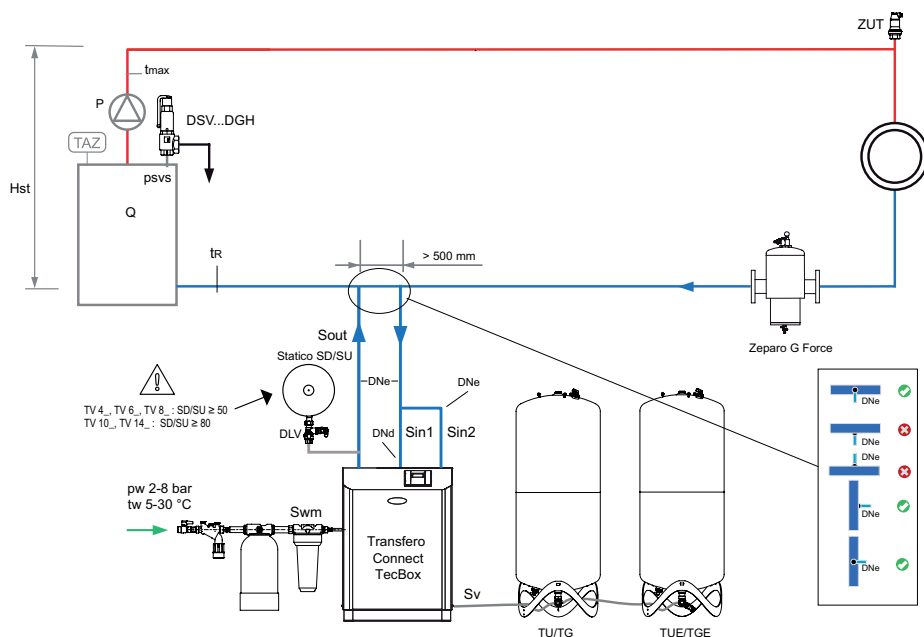 ZUT
tmax
P
DSV...DGH
TAZ
psvs
Hst
Q
tR
> 500 mm
Zeparo G Force
Sout
Statico SD/SU
DNe
DNe
TV 4_, TV 6_, TV 8_ : SD/SU ≥ 50
TV 10_, TV 14_ : SD/SU ≥ 80
DLV
DNd
Sin1
Sin2
pw 2-8 bar
tw 5-30 °C
Swm
Transfero
Connect
TecBox
Sv
TU/TG
TUE/TGE
DNe
DNe
DNe
DNe
DNe